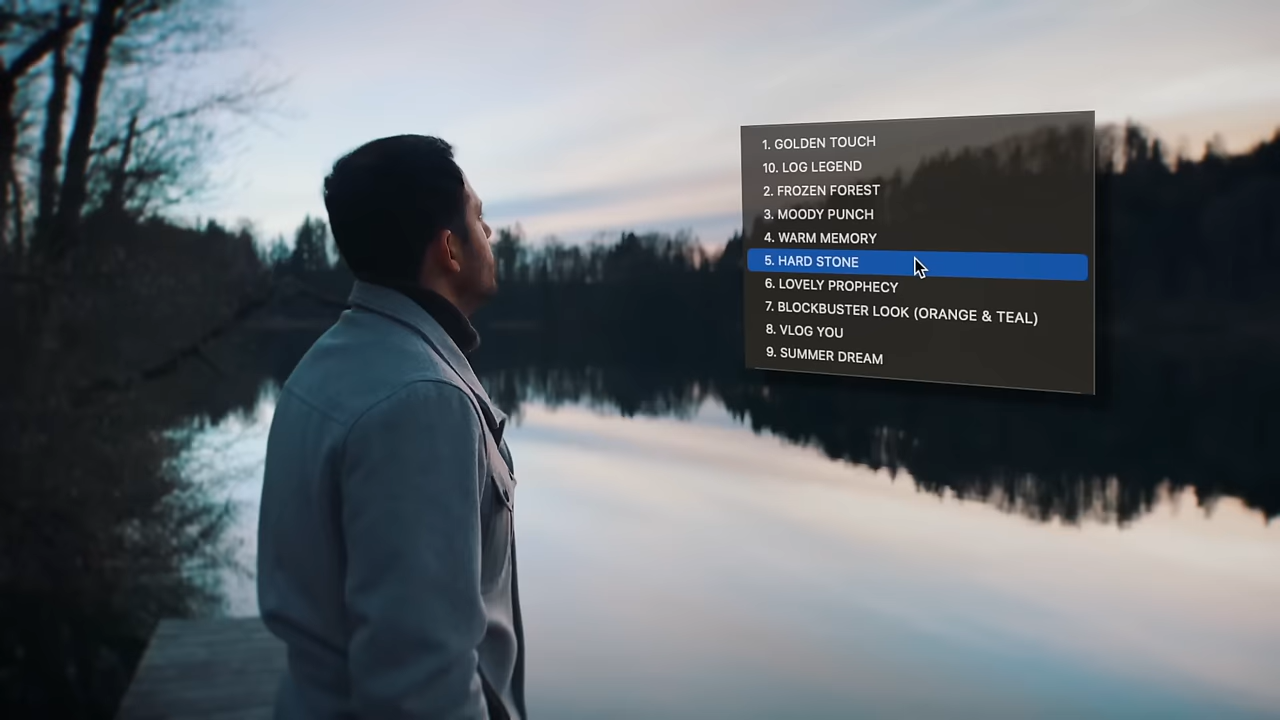 1. GOLDEN TOUCH
10. LOG LEGEND
2. FROZEN FOREST
3. MOODY PUNCH
4. WARM MEMORY
5. HARD STONE
6. LOVELY PROPHECY
7. BLOCKBUSTER LOOK (ORANGE & TEAL)
8. VLOG YOU
9. SUMMER DREAM